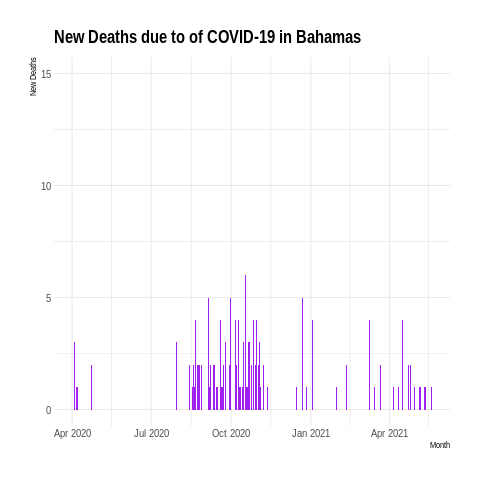 New Deaths due to of COVID-19 in Bahamas
New Deaths
15
10
5
0
Apr 2020 Jul 2020 Oct 2020 Jan 2021 Apr 2021
Month